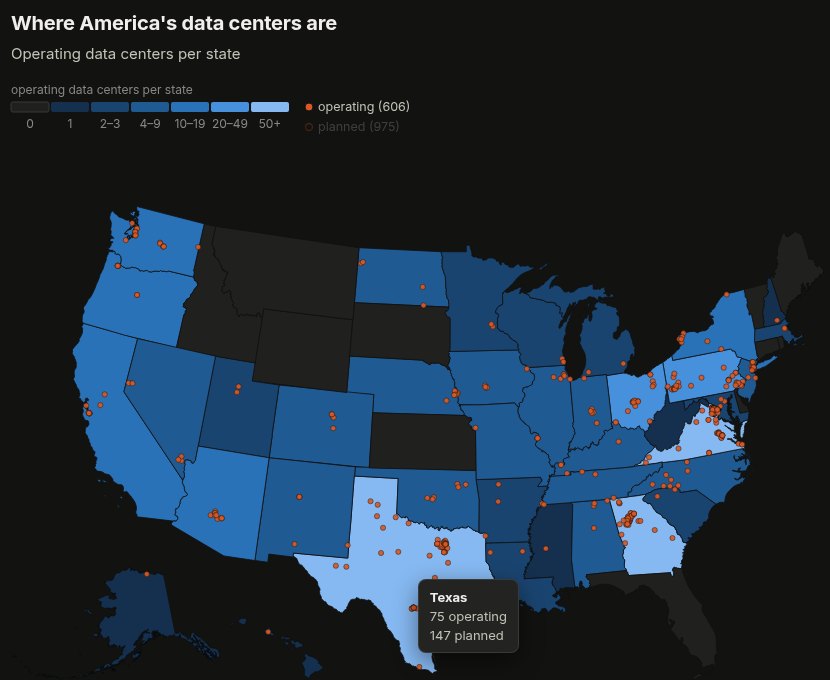 Where America's data centers are
Operating data centers per state
operating data centers per state
0 1 2–3 4–9 10–19 20–49 50+
operating (606)
planned (975)
Texas
75 operating
147 planned